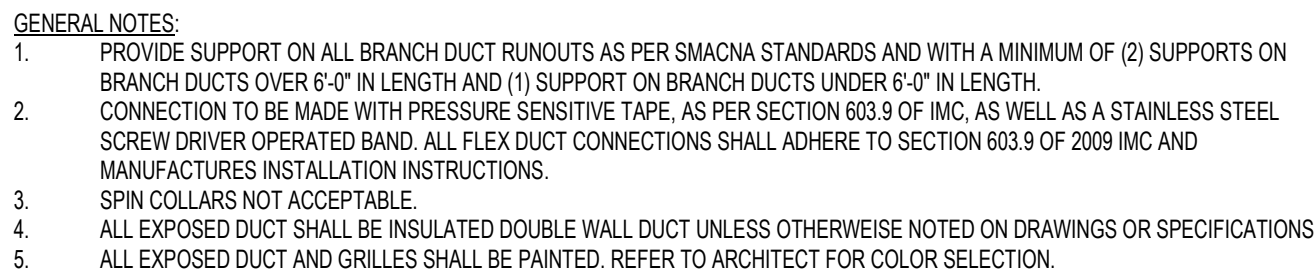 GENERAL NOTES:
1. PROVIDE SUPPORT ON ALL BRANCH DUCT RUNOUTS AS PER SMACNA STANDARDS AND WITH A MINIMUM OF (2) SUPPORTS ON
BRANCH DUCTS OVER 6'-0" IN LENGTH AND (1) SUPPORT ON BRANCH DUCTS UNDER 6'-0" IN LENGTH.
2. CONNECTION TO BE MADE WITH PRESSURE SENSITIVE TAPE, AS PER SECTION 603.9 OF IMC, AS WELL AS A STAINLESS STEEL
SCREW DRIVER OPERATED BAND. ALL FLEX DUCT CONNECTIONS SHALL ADHERE TO SECTION 603.9 OF 2009 IMC AND
MANUFACTURES INSTALLATION INSTRUCTIONS.
3. SPIN COLLARS NOT ACCEPTABLE.
4. ALL EXPOSED DUCT SHALL BE INSULATED DOUBLE WALL DUCT UNLESS OTHERWEISE NOTED ON DRAWINGS OR SPECIFICATIONS
5. ALL EXPOSED DUCT AND GRILLES SHALL BE PAINTED. REFER TO ARCHITECT FOR COLOR SELECTION.